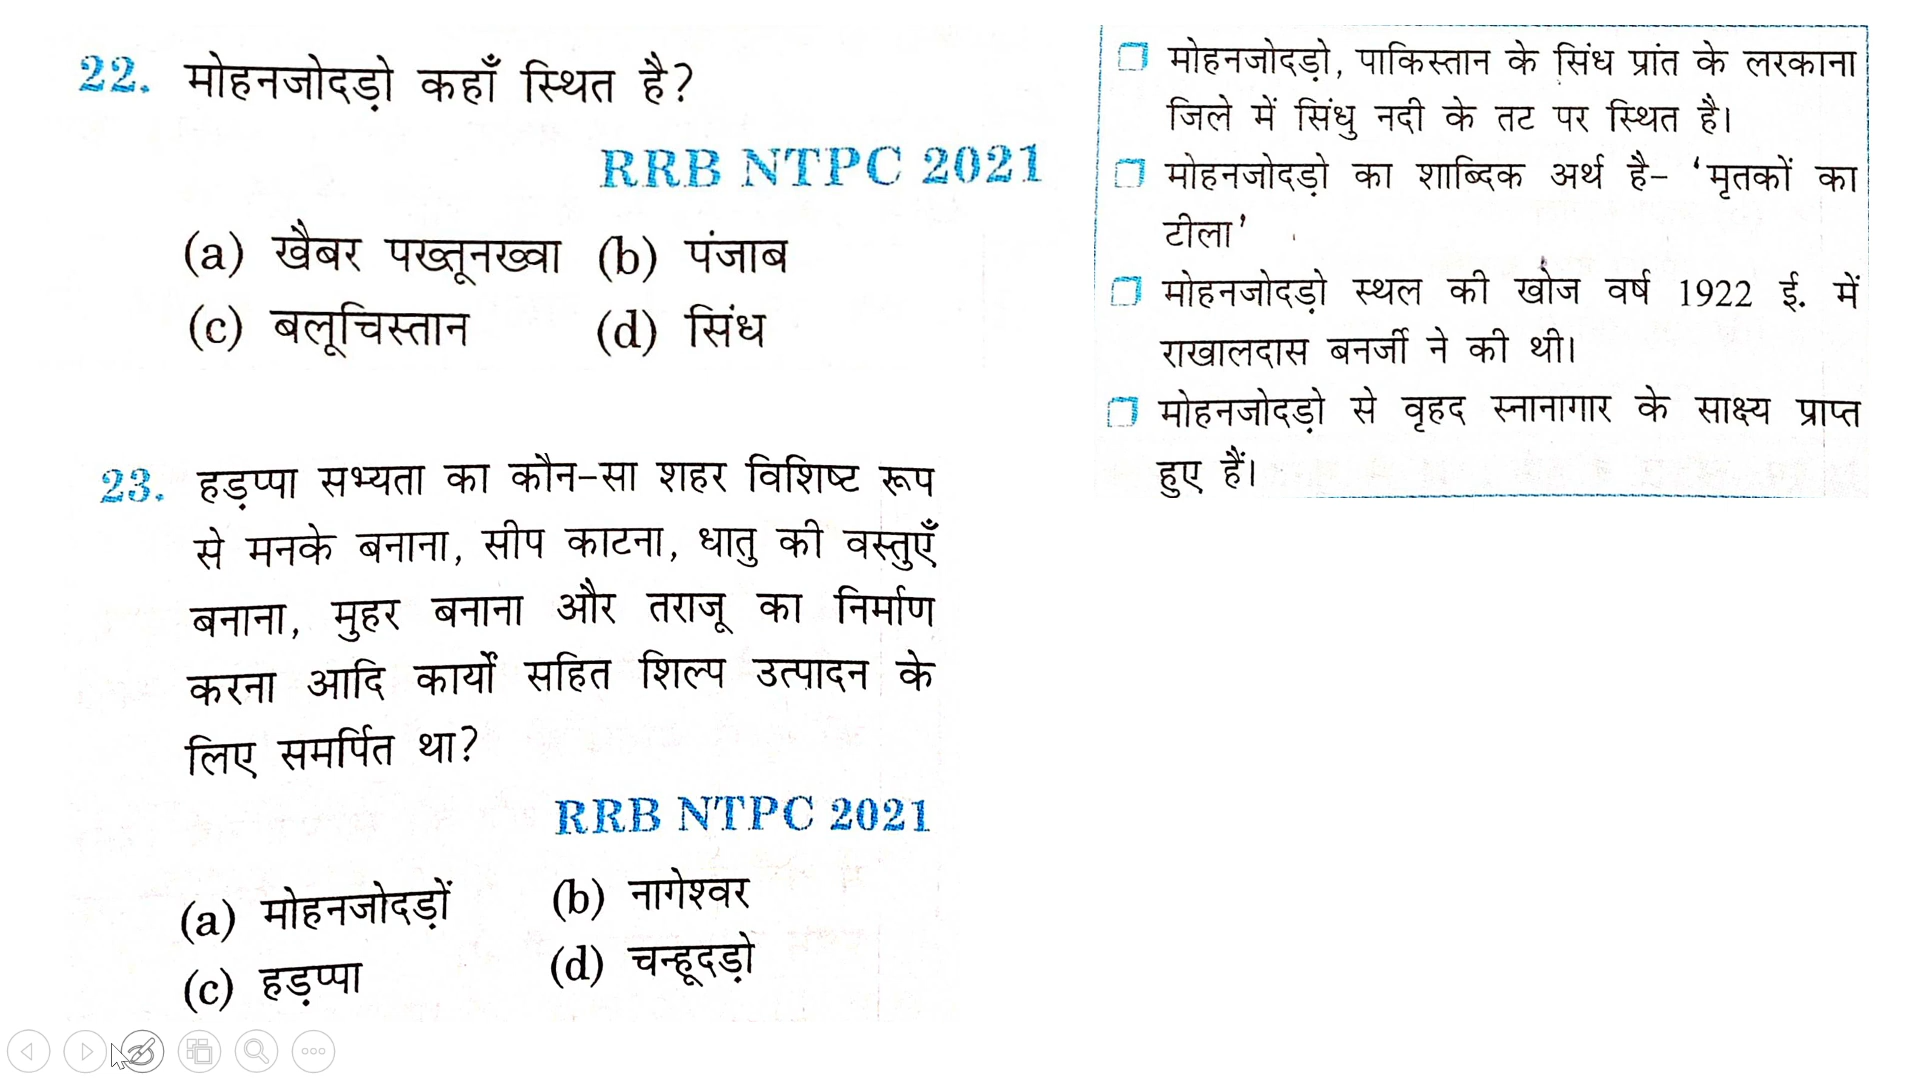 22. मोहनजोदड़ो कहाँ स्थित है?
RRB NTPC 2021
(a) खैबर पख्तूनख्वा (b) पंजाब
(c) बलूचिस्तान (d) सिंध
23. हड़प्पा सभ्यता का कौन-सा शहर विशिष्ट रूप
से मनके बनाना, सीप काटना, धातु की वस्तुएँ
बनाना, मुहर बनाना और तराजू का निर्माण
करना आदि कार्यों सहित शिल्प उत्पादन के
लिए समर्पित था?
RRB NTPC 2021
(a) मोहनजोदड़ों (b) नागेश्वर
(c) हड़प्पा (d) चन्हूदड़ो
मोहनजोदड़ो, पाकिस्तान के सिंध प्रांत के लरकाना
जिले में सिंधु नदी के तट पर स्थित है।
मोहनजोदड़ो का शाब्दिक अर्थ है- ‘मृतकों का
टीला’
मोहनजोदड़ो स्थल की खोज वर्ष 1922 ई. में
राखालदास बनर्जी ने की थी।
मोहनजोदड़ो से वृहद स्नानागार के साक्ष्य प्राप्त
हुए हैं।